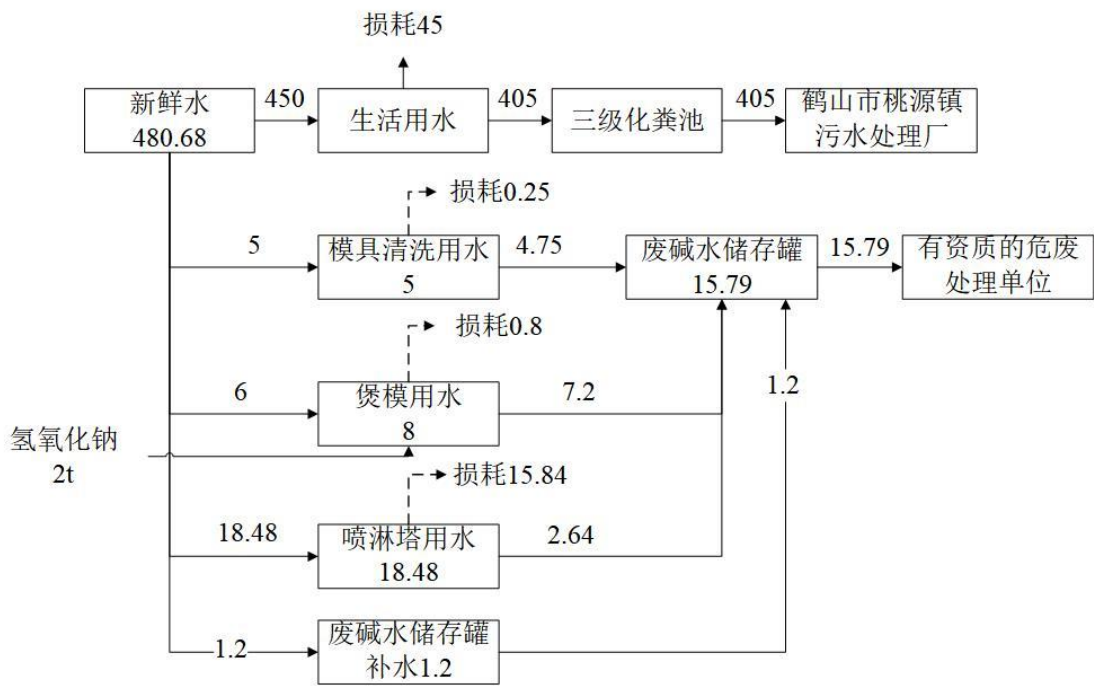 损耗45
新鲜水
480.68
450
生活用水
405
三级化粪池
405
鹤山市桃源镇
污水处理厂
损耗0.25
5
模具清洗用水
5
4.75
废碱水储存罐
15.79
15.79
有资质的危废
处理单位
损耗0.8
6
煲模用水
8
7.2
1.2
氢氧化钠
2t
损耗15.84
18.48
喷淋塔用水
18.48
2.64
1.2
废碱水储存罐
补水1.2